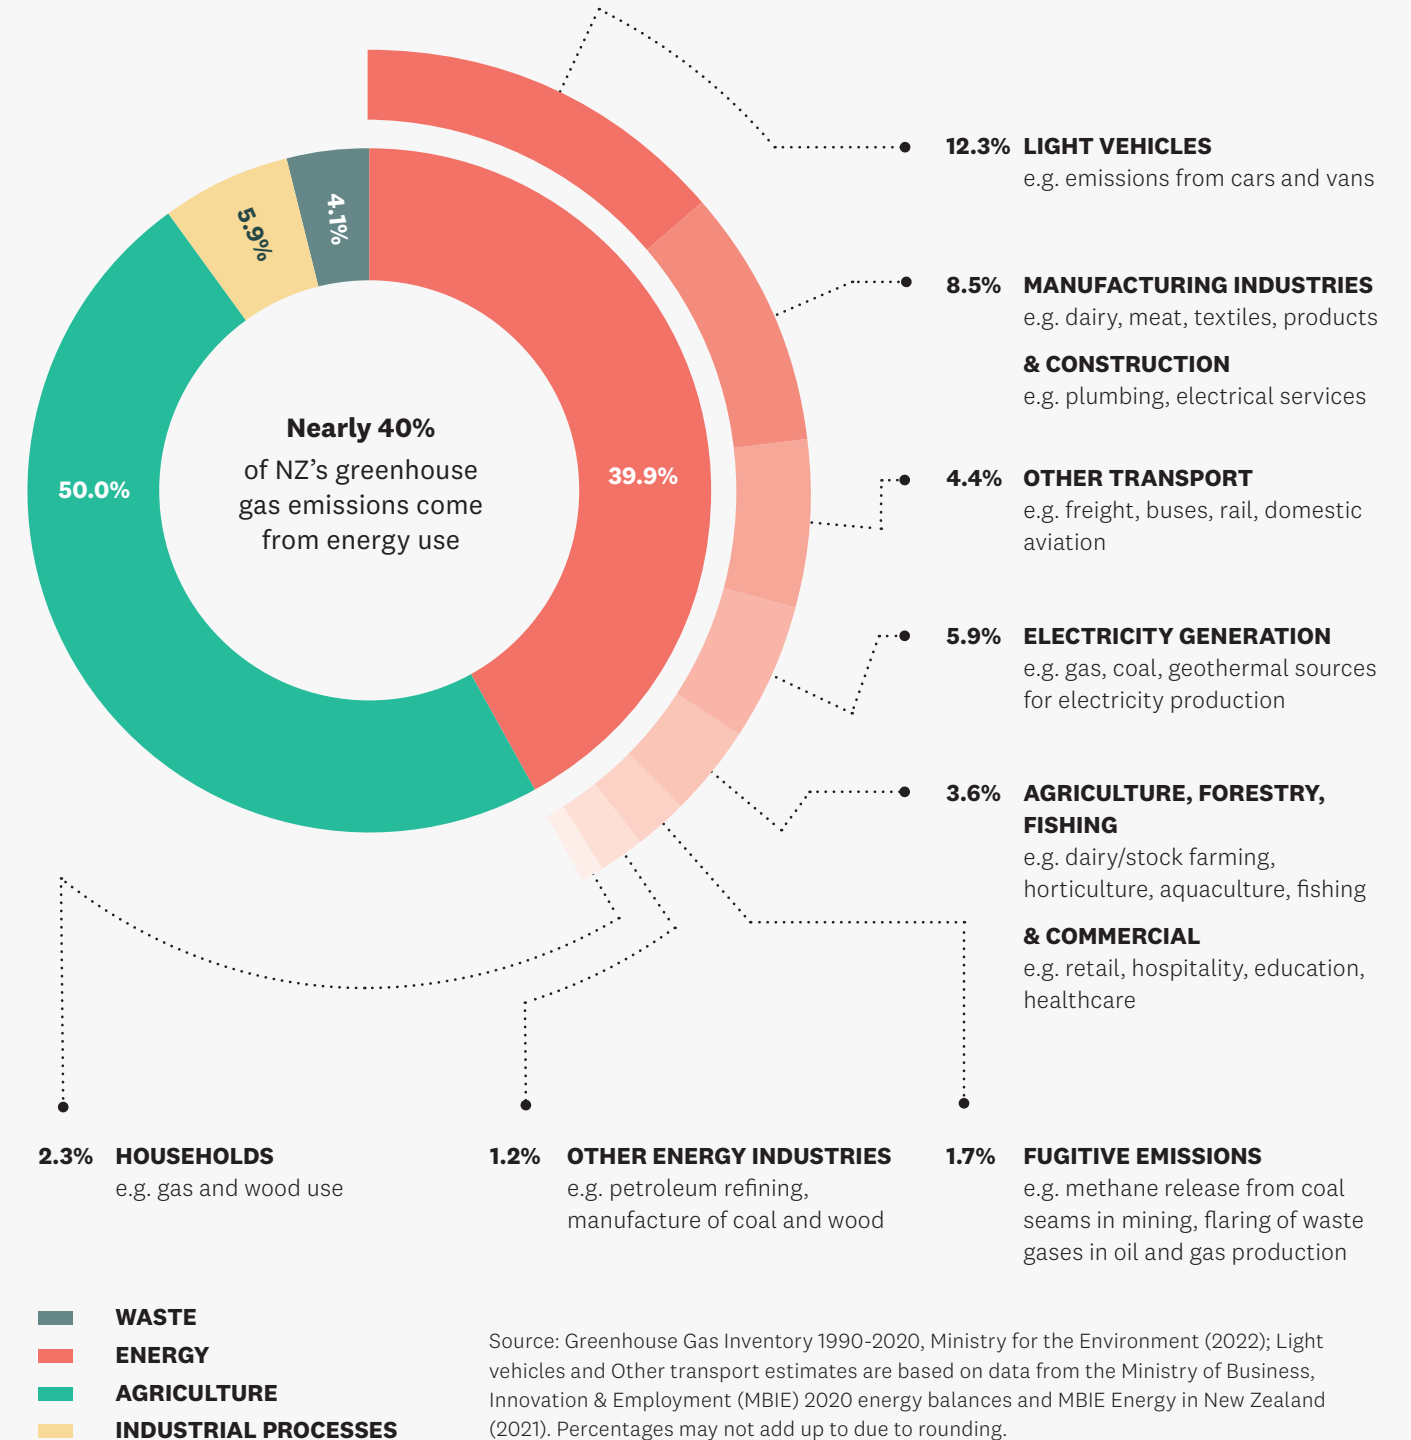 12.3% LIGHT VEHICLES
e.g. emissions from cars and vans
8.5% MANUFACTURING INDUSTRIES
e.g. dairy, meat, textiles, products
& CONSTRUCTION
e.g. plumbing, electrical services
4.4% OTHER TRANSPORT
e.g. freight, buses, rail, domestic
aviation
5.9% ELECTRICITY GENERATION
e.g. gas, coal, geothermal sources
for electricity production
3.6% AGRICULTURE, FORESTRY,
FISHING
e.g. dairy/stock farming,
horticulture, aquaculture, fishing
& COMMERCIAL
e.g. retail, hospitality, education,
healthcare
4.1%
5.9%
50.0%
39.9%
Nearly 40%
of NZ’s greenhouse
gas emissions come
from energy use
2.3% HOUSEHOLDS
e.g. gas and wood use
1.2% OTHER ENERGY INDUSTRIES
e.g. petroleum refining,
manufacture of coal and wood
1.7% FUGITIVE EMISSIONS
e.g. methane release from coal
seams in mining, flaring of waste
gases in oil and gas production
WASTE
ENERGY
AGRICULTURE
INDUSTRIAL PROCESSES
Source: Greenhouse Gas Inventory 1990-2020, Ministry for the Environment (2022); Light
vehicles and Other transport estimates are based on data from the Ministry of Business,
Innovation & Employment (MBIE) 2020 energy balances and MBIE Energy in New Zealand
(2021). Percentages may not add up to due to rounding.